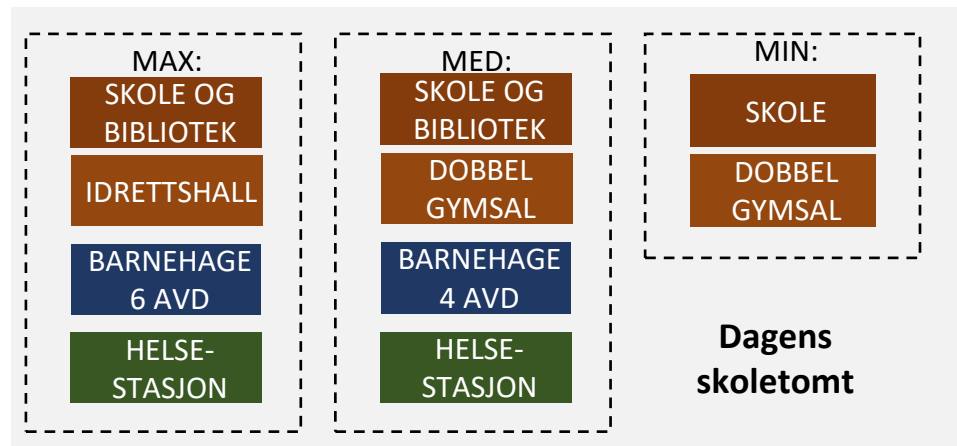 MAX:
SKOLE OG
BIBLIOTEK
IDRETTSHALL
BARNEHAGE
6 AVD
HELSE-
STASJON
MED:
SKOLE OG
BIBLIOTEK
DOBBEL
GYMSAL
BARNEHAGE
4 AVD
HELSE-
STASJON
MIN:
SKOLE
DOBBEL
GYMSAL
Dagens
skoletomt